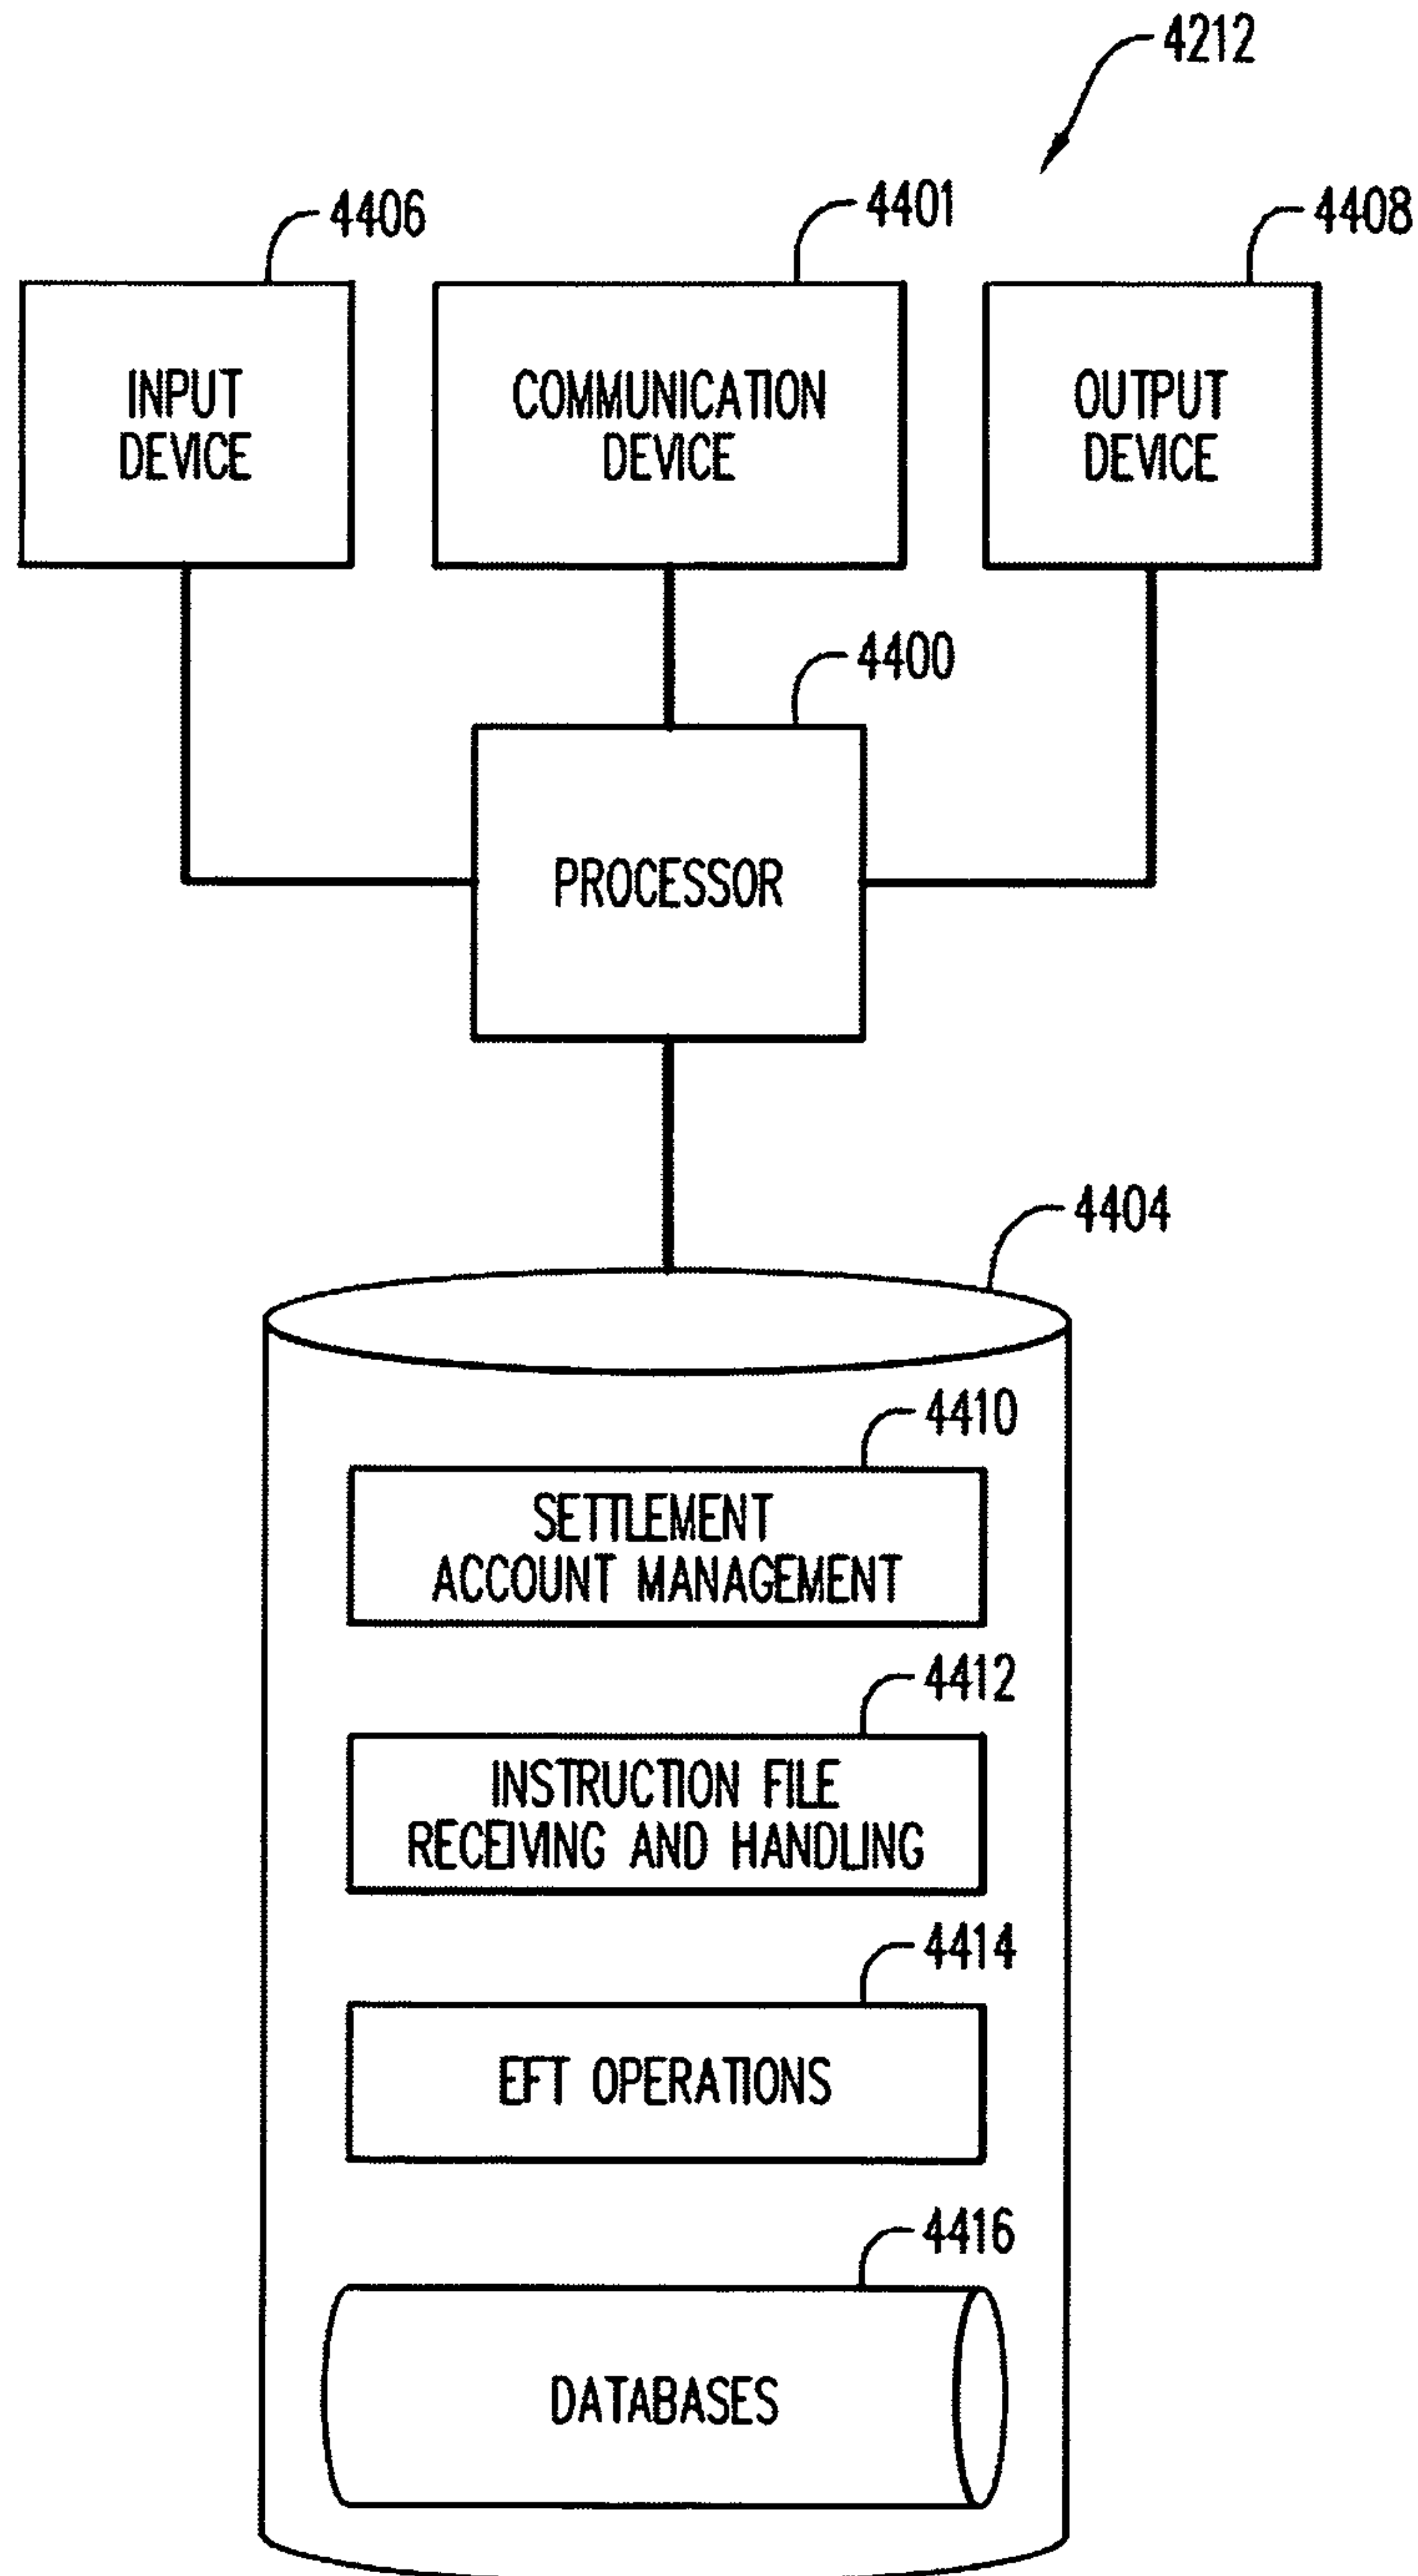 4212
4406
4401
4408
INPUT
DEVICE
COMMUNICATION
DEVICE
OUTPUT
DEVICE
4400
PROCESSOR
4404
4410
SETTLEMENT
ACCOUNT MANAGEMENT
4412
INSTRUCTION FILE
RECEIVING AND HANDLING
4414
EFT OPERATIONS
4416
DATABASES